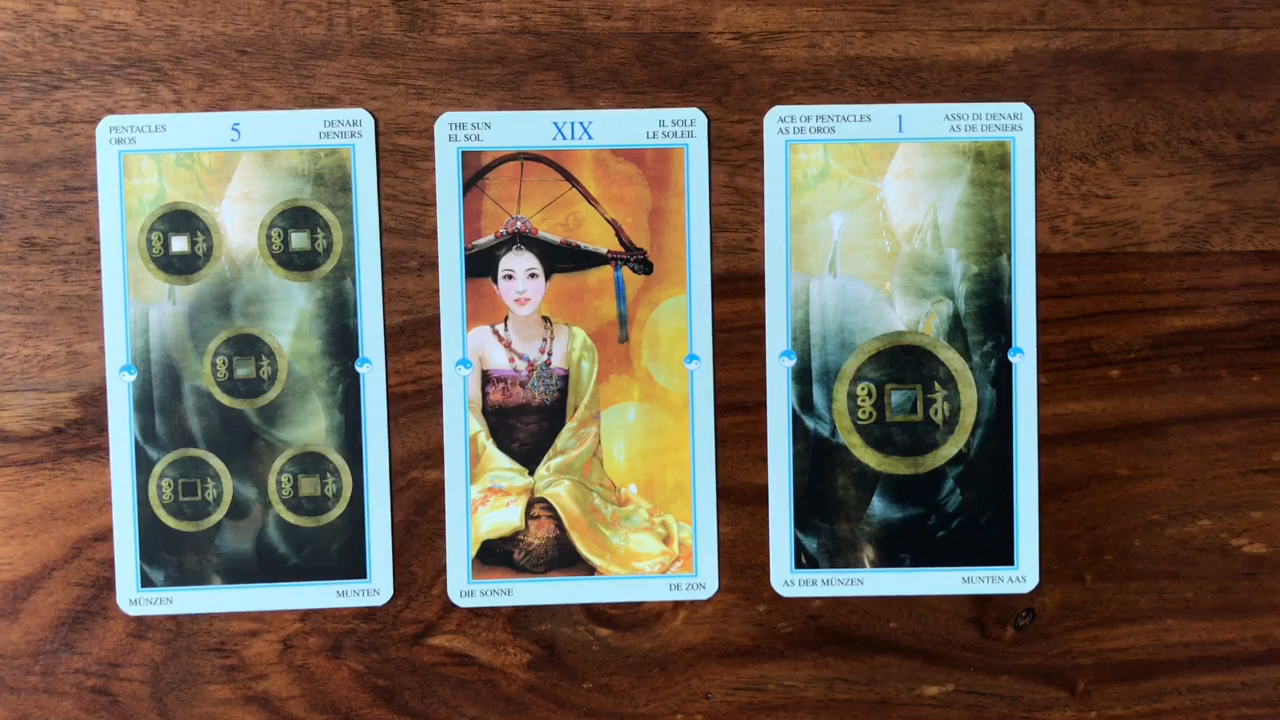 PENTACLES
OROS
5
DENARI
DENIERS
MÜNZEN
MUNTEN
THE SUN
EL SOL
XIX
IL SOLE
LE SOLEIL
DIE SONNE
DE ZON
ACE OF PENTACLES
AS DE OROS
1
ASSO DI DENARI
AS DE DENIERS
AS DER MÜNZEN
MUNTEN AAS